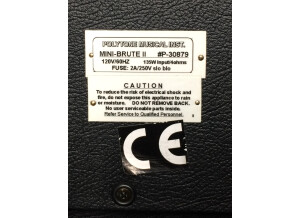 POLYTONE MUSICAL INST.
MINI-BRUTE II #P-30879
120V/60HZ 135W input/4ohms
FUSE: 2A/250v slo blo
CAUTION
To reduce the risk of electrical shock and
fire, do not expose this appliance to rain
or moisture. DO NOT REMOVE BACK.
No user serviceable parts inside.
Refer Service to Qualified Personnel.
CE